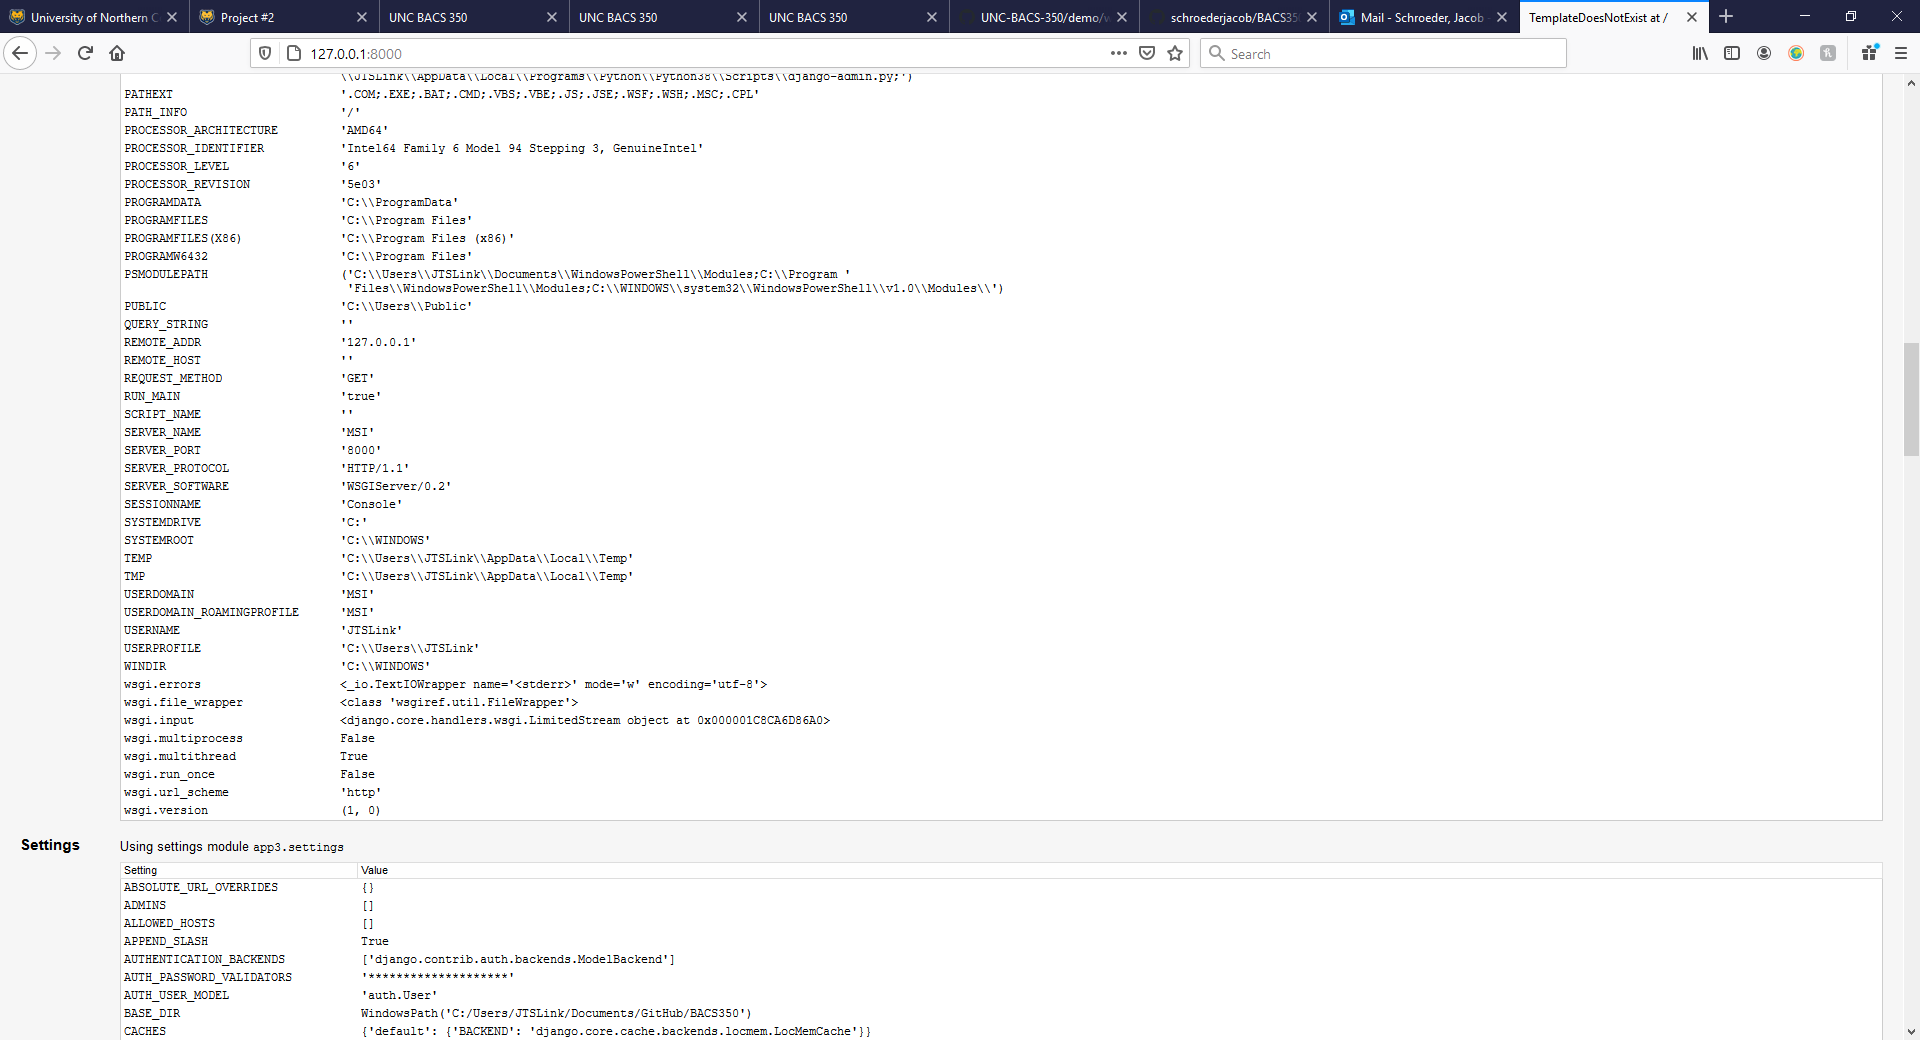 University of Northern C
Project #2
UNC BACS 350
UNC BACS 350
UNC BACS 350
UNC-BACS-350/demo/w
schroederjacob/BACS35
Mail - Schroeder, Jacob -
TemplateDoesNotExist at /
127.0.0.1:8000
Search
\\JTSLink\\AppData\\Local\\Programs\\Python\\Python38\\Scripts\\django-admin.py;')
PATHEXT '.COM;.EXE;.BAT;.CMD;.VBS;.VBE;.JS;.JSE;.WSF;.WSH;.MSC;.CPL'
PATH_INFO '/'
PROCESSOR_ARCHITECTURE 'AMD64'
PROCESSOR_IDENTIFIER 'Intel64 Family 6 Model 94 Stepping 3, GenuineIntel'
PROCESSOR_LEVEL '6'
PROCESSOR_REVISION '5e03'
PROGRAMDATA 'C:\\ProgramData'
PROGRAMFILES 'C:\\Program Files'
PROGRAMFILES(X86) 'C:\\Program Files (x86)'
PROGRAMW6432 'C:\\Program Files'
PSMODULEPATH ('C:\\Users\\JTSLink\\Documents\\WindowsPowerShell\\Modules;C:\\Program '
'Files\\WindowsPowerShell\\Modules;C:\\WINDOWS\\system32\\WindowsPowerShell\\v1.0\\Modules\\')
PUBLIC 'C:\\Users\\Public'
QUERY_STRING ''
REMOTE_ADDR '127.0.0.1'
REMOTE_HOST ''
REQUEST_METHOD 'GET'
RUN_MAIN 'true'
SCRIPT_NAME ''
SERVER_NAME 'MSI'
SERVER_PORT '8000'
SERVER_PROTOCOL 'HTTP/1.1'
SERVER_SOFTWARE 'WSGIServer/0.2'
SESSIONNAME 'Console'
SYSTEMDRIVE 'C:'
SYSTEMROOT 'C:\\WINDOWS'
TEMP 'C:\\Users\\JTSLink\\AppData\\Local\\Temp'
TMP 'C:\\Users\\JTSLink\\AppData\\Local\\Temp'
USERDOMAIN 'MSI'
USERDOMAIN_ROAMINGPROFILE 'MSI'
USERNAME 'JTSLink'
USERPROFILE 'C:\\Users\\JTSLink'
WINDIR 'C:\\WINDOWS'
wsgi.errors <_io.TextIOWrapper name='<stderr>' mode='w' encoding='utf-8'>
wsgi.file_wrapper <class 'wsgiref.util.FileWrapper'>
wsgi.input <django.core.handlers.wsgi.LimitedStream object at 0x000001C8CA6D86A0>
wsgi.multiprocess False
wsgi.multithread True
wsgi.run_once False
wsgi.url_scheme 'http'
wsgi.version (1, 0)
Settings
Using settings module app3.settings
Setting Value
ABSOLUTE_URL_OVERRIDES {}
ADMINS []
ALLOWED_HOSTS []
APPEND_SLASH True
AUTHENTICATION_BACKENDS ['django.contrib.auth.backends.ModelBackend']
AUTH_PASSWORD_VALIDATORS '********************'
AUTH_USER_MODEL 'auth.User'
BASE_DIR WindowsPath('C:/Users/JTSLink/Documents/GitHub/BACS350')
CACHES {'default': {'BACKEND': 'django.core.cache.backends.locmem.LocMemCache'}}